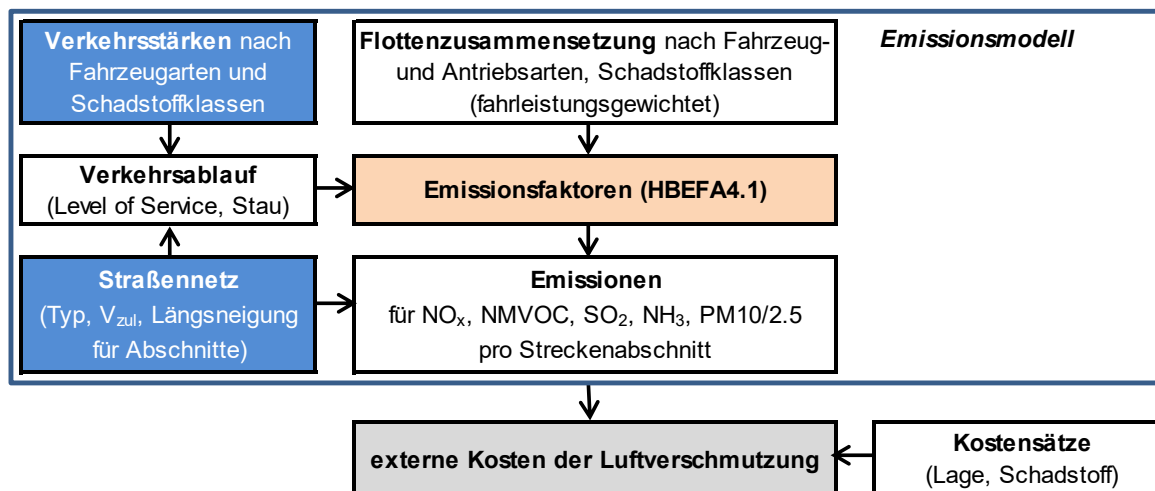 Verkehrsstärken nach
Fahrzeugarten und
Schadstoffklassen
Flottenzusammensetzung nach Fahrzeug-
und Antriebsarten, Schadstoffklassen
(fahrleistungsgewichtet)
Emissionsmodell
Verkehrsablauf
(Level of Service, Stau)
Emissionsfaktoren (HBEFA4.1)
Straßennetz
(Typ, Vzul, Längsneigung
für Abschnitte)
Emissionen
für NOx, NMVOC, SO2, NH3, PM10/2.5
pro Streckenabschnitt
externe Kosten der Luftverschmutzung
Kostensätze
(Lage, Schadstoff)